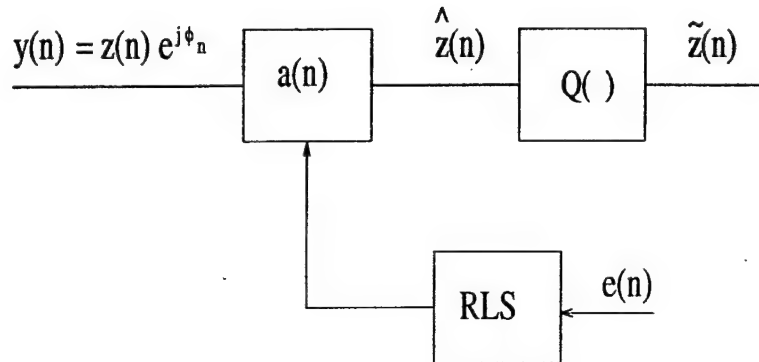 y(n) = z(n) e^{jϕ_n}
a(n)
ẑ(n)
Q( )
z̃(n)
RLS
e(n)